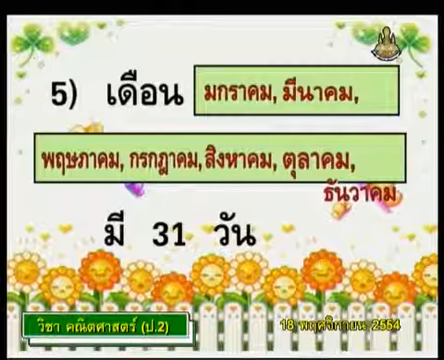 5) เดือน มกราคม, มีนาคม,
พฤษภาคม, กรกฎาคม, สิงหาคม, ตุลาคม,
ธันวาคม
มี 31 วัน
วิชา คณิตศาสตร์ (ป.2)
18 พฤศจิกายน 2554